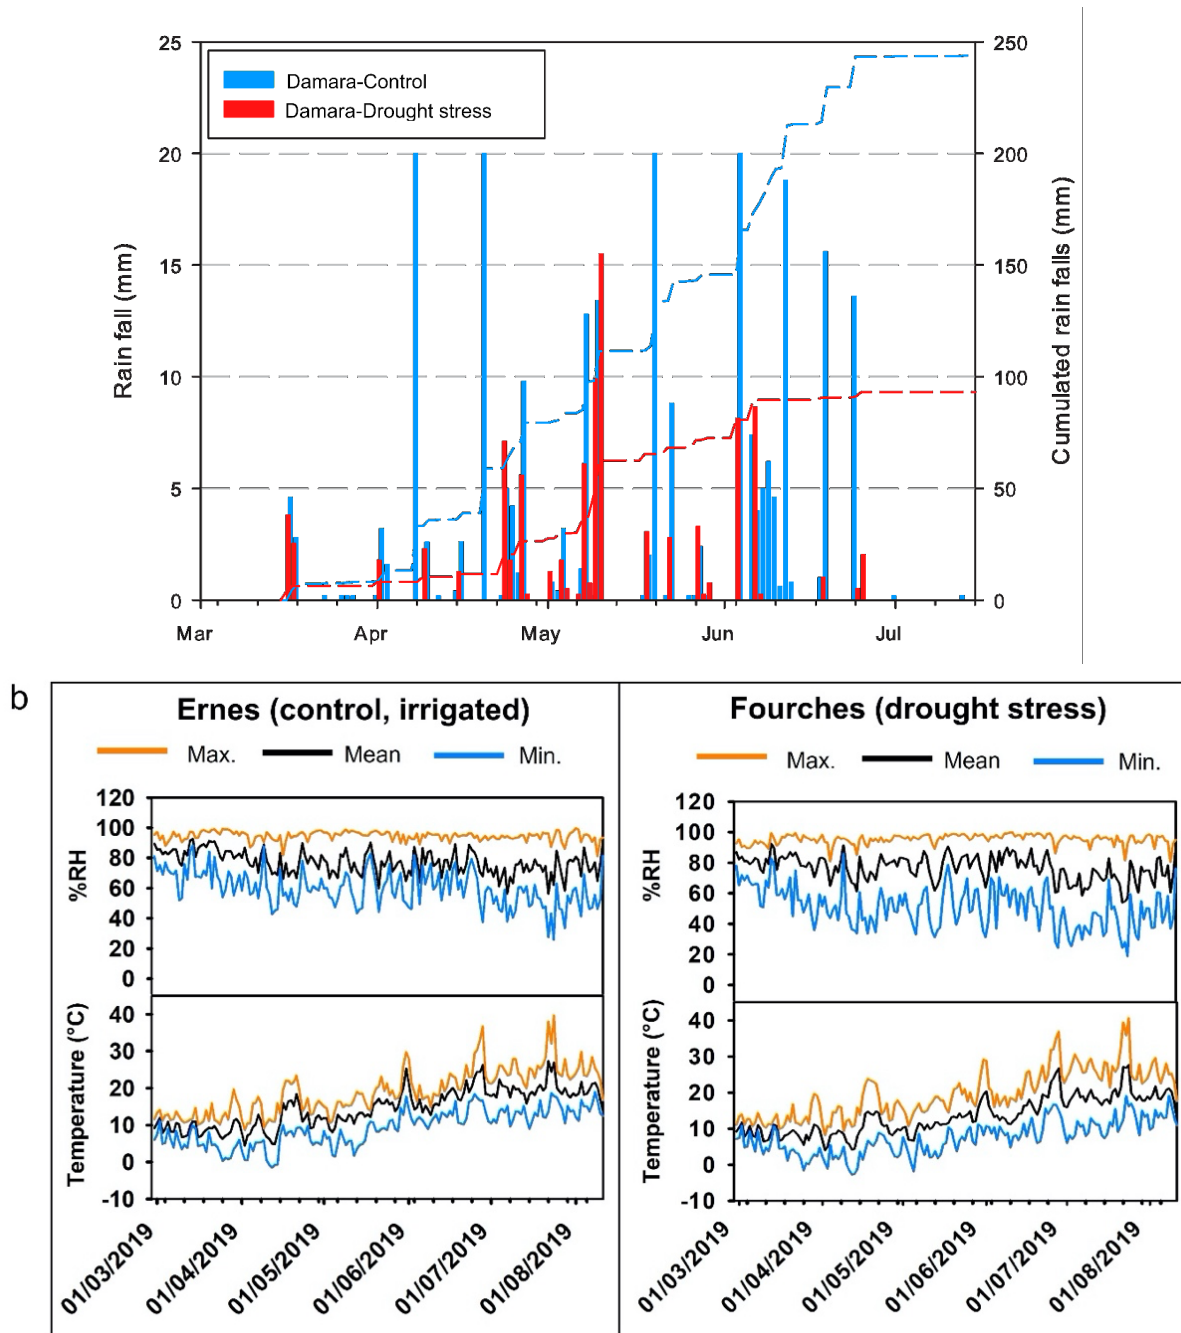 25
250
Damara-Control
Damara-Drought stress
20
200
15
150
10
100
5
50
0
0
Rain fall (mm)
Cumulated rain falls (mm)
Mar
Apr
May
Jun
Jul
b
Ernes (control, irrigated)
Max.
Mean
Min.
120
100
80
60
40
20
0
%RH
40
30
20
10
0
-10
Temperature (°C)
01/03/2019
01/04/2019
01/05/2019
01/06/2019
01/07/2019
01/08/2019
Fourches (drought stress)
Max.
Mean
Min.
120
100
80
60
40
20
0
%RH
40
30
20
10
0
-10
Temperature (°C)
01/03/2019
01/04/2019
01/05/2019
01/06/2019
01/07/2019
01/08/2019